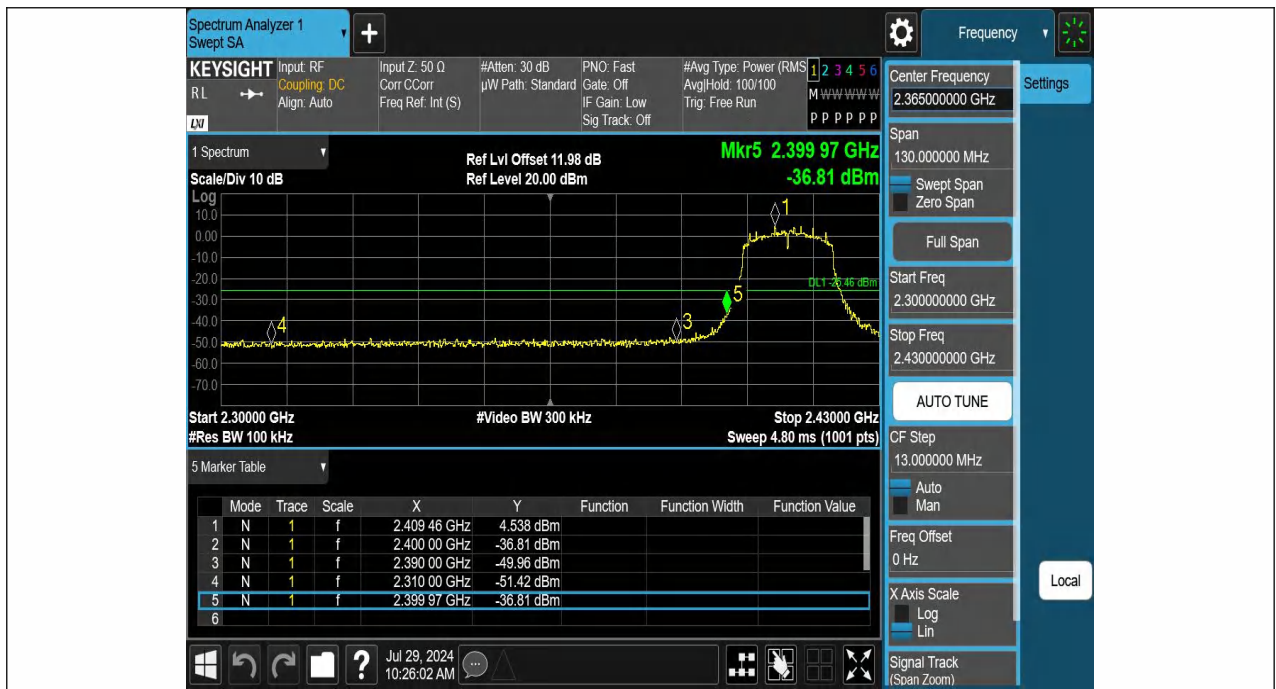 Spectrum Analyzer 1
Swept SA
+
Frequency
KEYSIGHT
RL
LXI
Input: RF
Coupling: DC
Align: Auto
Input Z: 50 Ω
Corr CCorr
Freq Ref: Int (S)
#Atten: 30 dB
µW Path: Standard
PNO: Fast
Gate: Off
IF Gain: Low
Sig Track: Off
#Avg Type: Power (RMS
Avg|Hold: 100/100
Trig: Free Run
1 2 3 4 5 6
M W W W W W
P P P P P P
1 Spectrum
Scale/Div 10 dB
Ref Lvl Offset 11.98 dB
Ref Level 20.00 dBm
Mkr5 2.399 97 GHz
-36.81 dBm
Log
10.0
0.00
-10.0
-20.0
-30.0
-40.0
-50.0
-60.0
-70.0
1
DL1 -25.46 dBm
5
4
3
Start 2.30000 GHz
#Res BW 100 kHz
#Video BW 300 kHz
Stop 2.43000 GHz
Sweep 4.80 ms (1001 pts)
5 Marker Table
Mode Trace Scale X Y Function Function Width Function Value
1 N 1 f 2.409 46 GHz 4.538 dBm
2 N 1 f 2.400 00 GHz -36.81 dBm
3 N 1 f 2.390 00 GHz -49.96 dBm
4 N 1 f 2.310 00 GHz -51.42 dBm
5 N 1 f 2.399 97 GHz -36.81 dBm
6
?
Jul 29, 2024
10:26:02 AM
Center Frequency
2.365000000 GHz
Span
130.000000 MHz
Swept Span
Zero Span
Full Span
Start Freq
2.300000000 GHz
Stop Freq
2.430000000 GHz
AUTO TUNE
CF Step
13.000000 MHz
Auto
Man
Freq Offset
0 Hz
X Axis Scale
Log
Lin
Signal Track
(Span Zoom)
Settings
Local